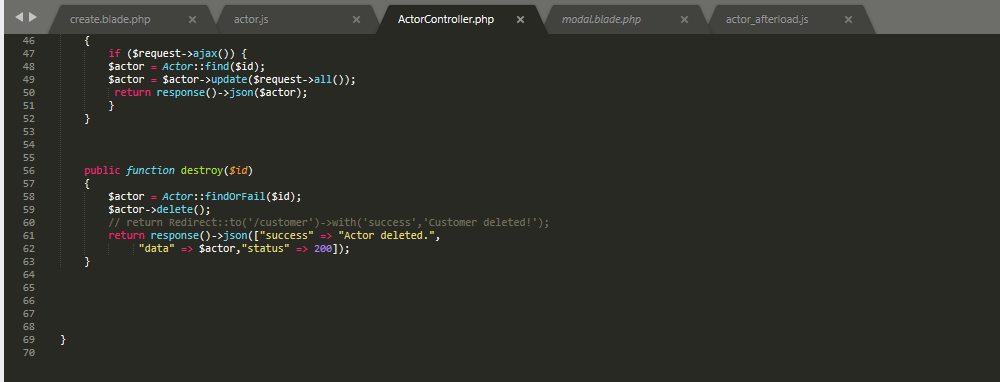 create.blade.php × actor.js × ActorController.php × modal.blade.php × actor_afterload.js ×
46 {
47 if ($request->ajax()) {
48 $actor = Actor::find($id);
49 $actor = $actor->update($request->all());
50 return response()->json($actor);
51 }
52 }
53
54
55
56 public function destroy($id)
57 {
58 $actor = Actor::findOrFail($id);
59 $actor->delete();
60 // return Redirect::to('/customer')->with('success','Customer deleted!');
61 return response()->json(["success" => "Actor deleted.",
62 "data" => $actor,"status" => 200]);
63 }
64
65
66
67
68
69 }
70